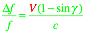 Δf/f = V(1 − sin γ)/c